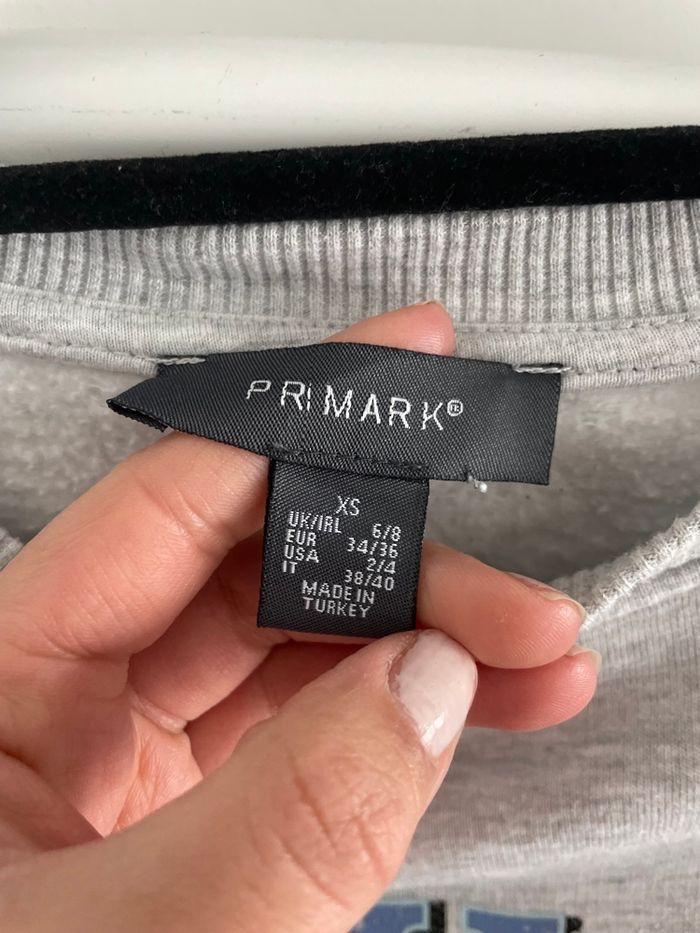 PRIMARK®
XS
UK/IRL 6/8
EUR 34/36
USA 2/4
IT 38/40
MADE IN
TURKEY